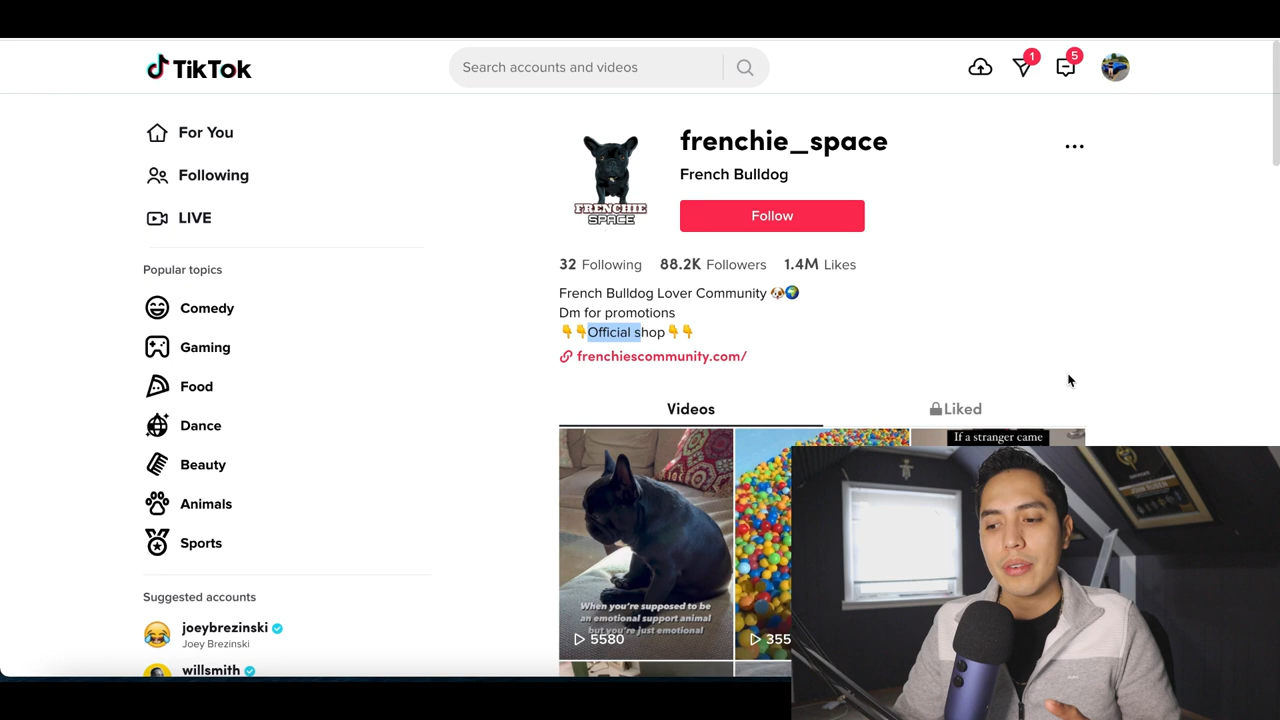 TikTok
Search accounts and videos
1
5
For You
Following
LIVE
Popular topics
Comedy
Gaming
Food
Dance
Beauty
Animals
Sports
Suggested accounts
joeybrezinski
Joey Brezinski
willsmith
FRENCHIE
SPACE
frenchie_space
French Bulldog
Follow
32 Following 88.2K Followers 1.4M Likes
French Bulldog Lover Community 🐶🌍
Dm for promotions
👇👇Official shop👇👇
frenchiescommunity.com/
Videos
Liked
When you're supposed to be
an emotional support animal
but you're just emotional
5580
355
If a stranger came